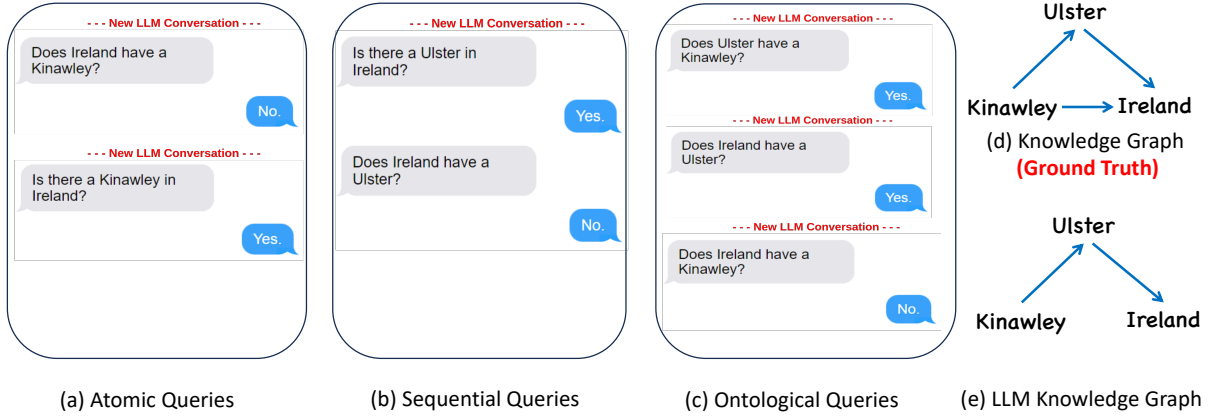 - - - New LLM Conversation - - -
Does Ireland have a
Kinawley?
No.
- - - New LLM Conversation - - -
Is there a Kinawley in
Ireland?
Yes.
(a) Atomic Queries
- - - New LLM Conversation - - -
Is there a Ulster in
Ireland?
Yes.
Does Ireland have a
Ulster?
No.
(b) Sequential Queries
- - - New LLM Conversation - - -
Does Ulster have a
Kinawley?
Yes.
- - - New LLM Conversation - - -
Does Ireland have a
Ulster?
Yes.
- - - New LLM Conversation - - -
Does Ireland have a
Kinawley?
No.
(c) Ontological Queries
Ulster
Kinawley
Ireland
(d) Knowledge Graph
(Ground Truth)
Ulster
Kinawley
Ireland
(e) LLM Knowledge Graph